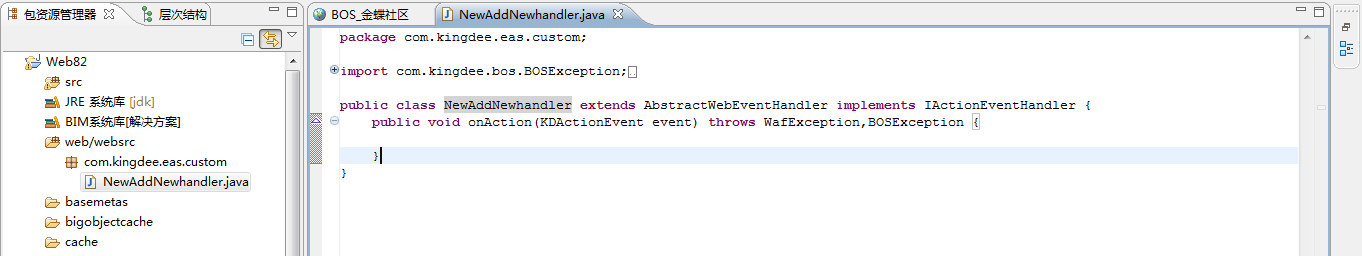 包资源管理器
层次结构
Web82
src
JRE 系统库 [jdk]
BIM系统库[解决方案]
web/websrc
com.kingdee.eas.custom
NewAddNewhandler.java
basemetas
bigobjectcache
cache
BOS_金蝶社区
NewAddNewhandler.java
package com.kingdee.eas.custom;
import com.kingdee.bos.BOSException;
public class NewAddNewhandler extends AbstractWebEventHandler implements IActionEventHandler {
public void onAction(KDActionEvent event) throws WafException,BOSException {
}
}